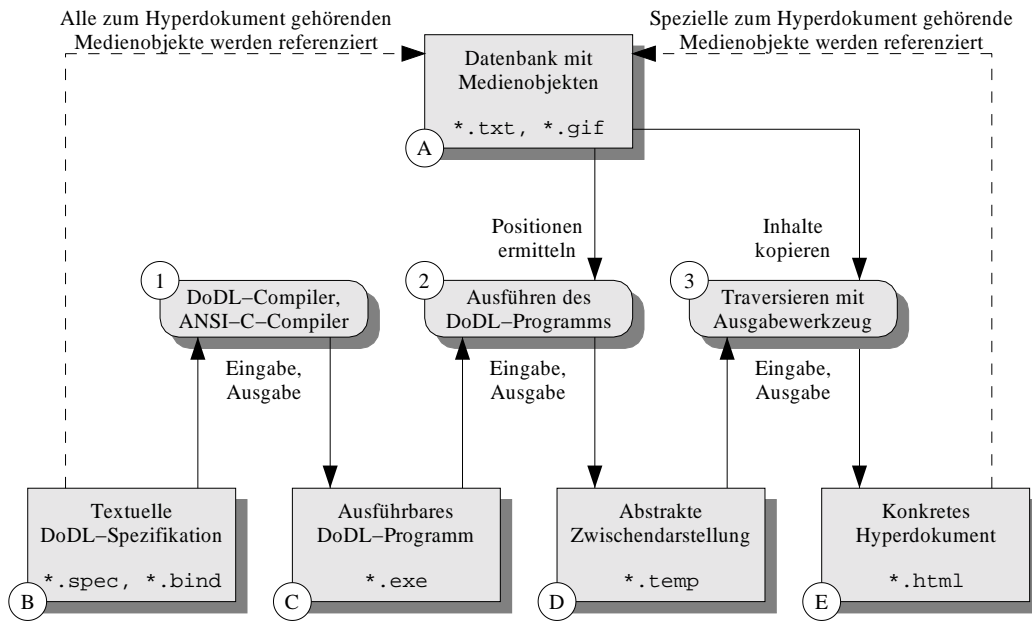 Alle zum Hyperdokument gehörenden
Medienobjekte werden referenziert
Spezielle zum Hyperdokument gehörende
Medienobjekte werden referenziert
Datenbank mit
Medienobjekten
*.txt, *.gif
A
Positionen
ermitteln
Inhalte
kopieren
1
DoDL–Compiler,
ANSI–C–Compiler
2
Ausführen des
DoDL–Programms
3
Traversieren mit
Ausgabewerkzeug
Eingabe,
Ausgabe
Eingabe,
Ausgabe
Eingabe,
Ausgabe
Textuelle
DoDL–Spezifikation
*.spec, *.bind
B
Ausführbares
DoDL–Programm
*.exe
C
Abstrakte
Zwischendarstellung
*.temp
D
Konkretes
Hyperdokument
*.html
E